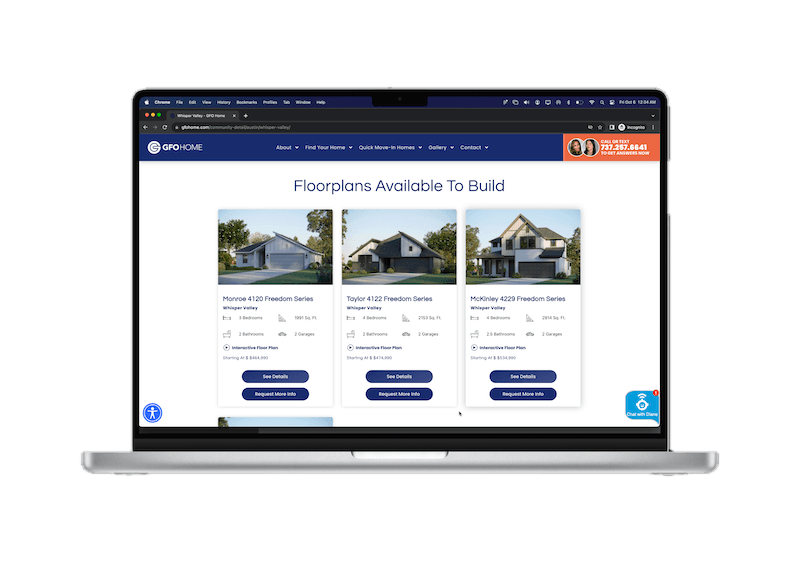 Chrome File Edit View History Bookmarks Profiles Tab Window Help
Fri Oct 6 12:34 AM
Whisper Valley - GFO Home
gfohome.com/community-detail/austin/whisper-valley/
Incognito
GFO HOME
About Find Your Home Quick Move-In Homes Gallery Contact
CALL OR TEXT
737.257.6641
TO GET ANSWERS NOW
Floorplans Available To Build
Monroe 4120 Freedom Series
Whisper Valley
3 Bedrooms 1991 Sq. Ft.
2 Bathrooms 2 Garages
Interactive Floor Plan
Starting At $ $464,990
See Details
Request More Info
Taylor 4122 Freedom Series
Whisper Valley
4 Bedrooms 2153 Sq. Ft.
2 Bathrooms 2 Garages
Interactive Floor Plan
Starting At $ $474,990
See Details
Request More Info
McKinley 4229 Freedom Series
Whisper Valley
4 Bedrooms 2914 Sq. Ft.
2.5 Bathrooms 2 Garages
Interactive Floor Plan
Starting At $ $534,990
See Details
Request More Info
Chat with Diana